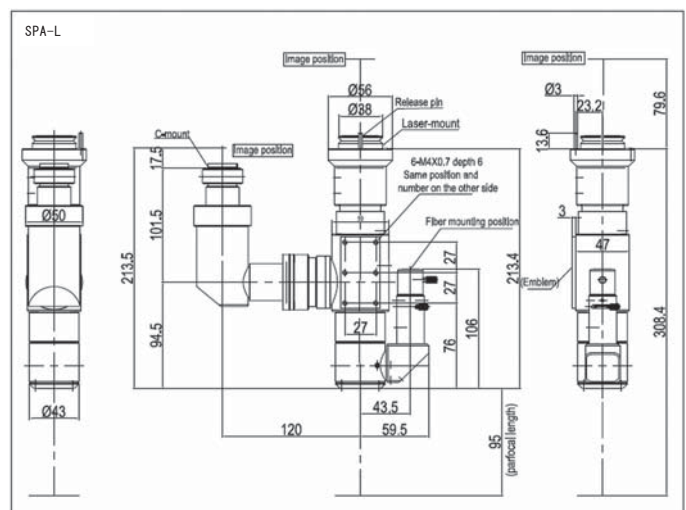 SPA-L
Image position
Image position
Ø56
Ø38
Release pin
Laser-mount
C-mount
Image position
6-M4X0.7 depth 6
Same position and
number on the other side
Fiber mounting position
Ø3
23.2
79.6
13.6
17.5
101.5
213.5
94.5
Ø50
Ø43
27
27
27
76
106
213.4
43.5
120
59.5
95
(parfocal length)
3
47
(Emblem)
308.4